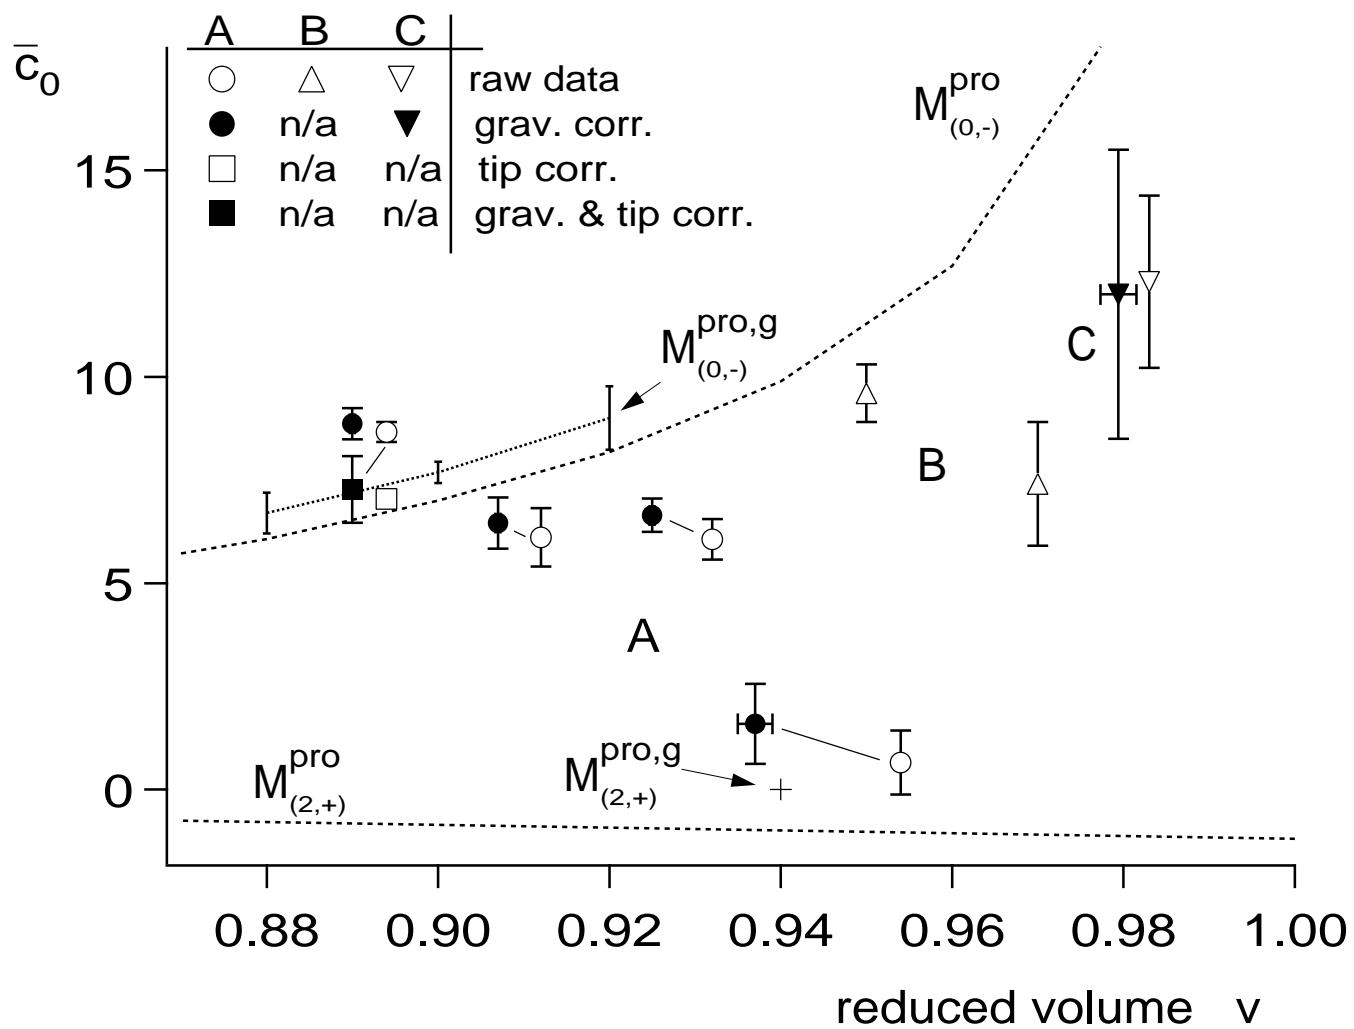 A B C
c̄₀
raw data
n/a grav. corr.
n/a n/a tip corr.
n/a n/a grav. & tip corr.
M(0,-)^pro
15
M(0,-)^pro,g
C
10
B
5
A
M(2,+)^pro
M(2,+)^pro,g
0
0.88 0.90 0.92 0.94 0.96 0.98 1.00
reduced volume v